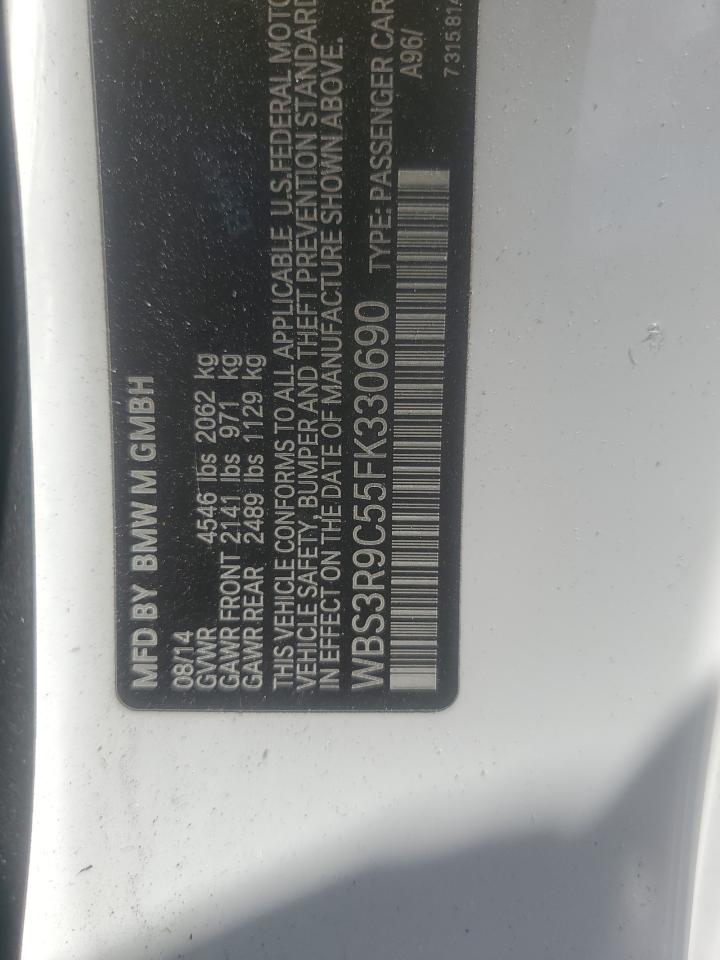 MFD BY BMW M GMBH
08/14
GVWR 4546 lbs 2062 kg
GAWR FRONT 2141 lbs 971 kg
GAWR REAR 2489 lbs 1129 kg
THIS VEHICLE CONFORMS TO ALL APPLICABLE U.S.FEDERAL MOTO
VEHICLE SAFETY, BUMPER AND THEFT PREVENTION STANDARD
IN EFFECT ON THE DATE OF MANUFACTURE SHOWN ABOVE.
WBS3R9C55FK330690 TYPE: PASSENGER CAR
A96/
7315814